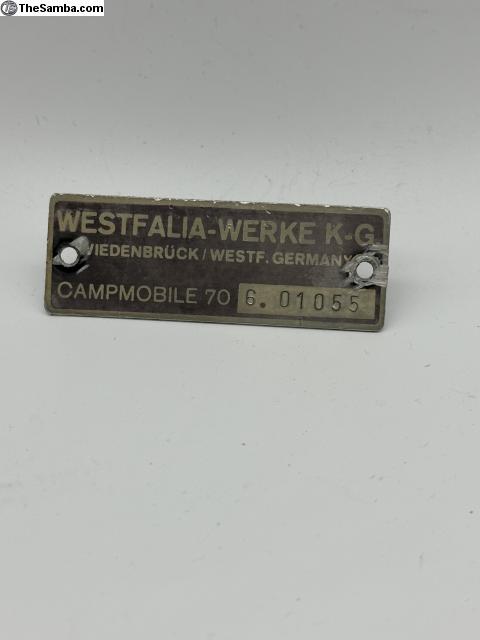 TheSamba.com
WESTFALIA-WERKE K-G
WIEDENBRÜCK/WESTF. GERMANY
CAMPMOBILE 70 6. 01055